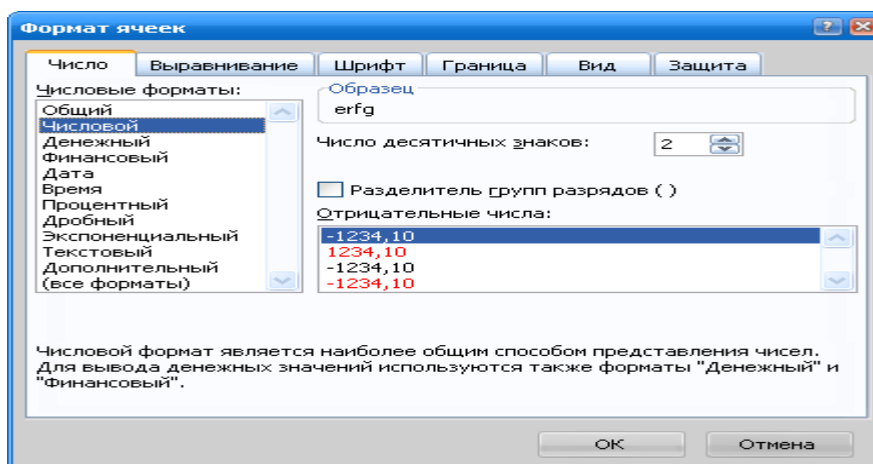 Формат ячеек
Число
Выравнивание
Шрифт
Граница
Вид
Защита
Числовые форматы:
Общий
Числовой
Денежный
Финансовый
Дата
Время
Процентный
Дробный
Экспоненциальный
Текстовый
Дополнительный
(все форматы)
Образец
erfg
Число десятичных знаков:
2
Разделитель групп разрядов ( )
Отрицательные числа:
-1234,10
1234,10
-1234,10
-1234,10
Числовой формат является наиболее общим способом представления чисел.
Для вывода денежных значений используются также форматы "Денежный" и
"Финансовый".
OK
Отмена